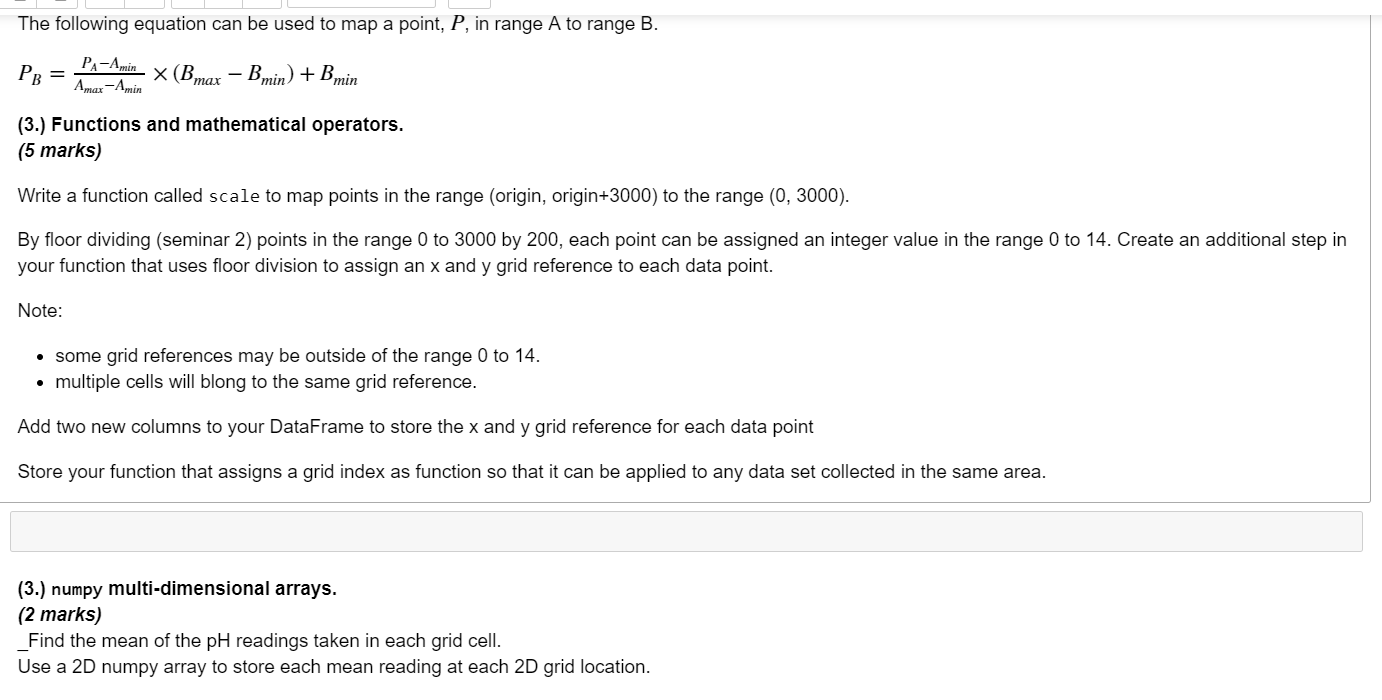 The following equation can be used to map a point, P, in range A to range B.
P_B = \frac{P_A - A_{min}}{A_{max} - A_{min}} × (B_{max} − B_{min}) + B_{min}
(3.) Functions and mathematical operators.
(5 marks)
Write a function called scale to map points in the range (origin, origin+3000) to the range (0, 3000).
By floor dividing (seminar 2) points in the range 0 to 3000 by 200, each point can be assigned an integer value in the range 0 to 14. Create an additional step in
your function that uses floor division to assign an x and y grid reference to each data point.
Note:
• some grid references may be outside of the range 0 to 14.
• multiple cells will blong to the same grid reference.
Add two new columns to your DataFrame to store the x and y grid reference for each data point
Store your function that assigns a grid index as function so that it can be applied to any data set collected in the same area.
(3.) numpy multi-dimensional arrays.
(2 marks)
_Find the mean of the pH readings taken in each grid cell.
Use a 2D numpy array to store each mean reading at each 2D grid location.